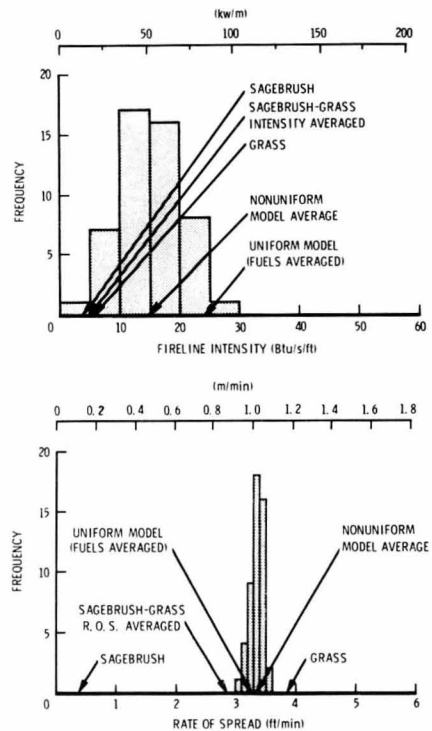 (kw/m)
0 50 100 150 200
20
15
10
5
FREQUENCY
SAGEBRUSH
SAGEBRUSH-GRASS
INTENSITY AVERAGED
GRASS
NONUNIFORM
MODEL AVERAGE
UNIFORM MODEL
(FUELS AVERAGED)
0 10 20 30 40 50 60
FIRELINE INTENSITY (Btu/s/ft)
(m/min)
0 0.2 0.4 0.6 0.8 1.0 1.2 1.4 1.6 1.8
20
15
10
5
FREQUENCY
UNIFORM MODEL
(FUELS AVERAGED)
NONUNIFORM
MODEL AVERAGE
SAGEBRUSH-GRASS
R.O.S. AVERAGED
SAGEBRUSH
GRASS
0 1 2 3 4 5 6
RATE OF SPREAD (ft/min)